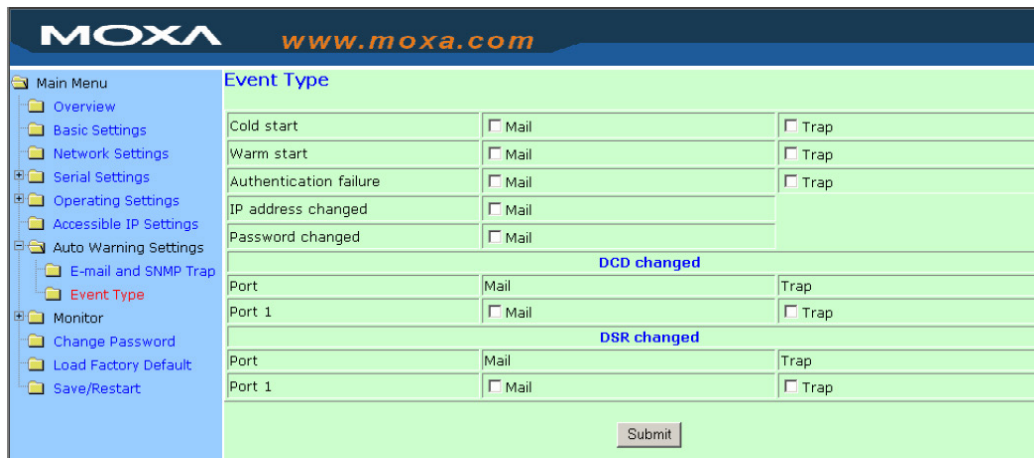 MOXA www.moxa.com
Main Menu
Overview
Basic Settings
Network Settings
Serial Settings
Operating Settings
Accessible IP Settings
Auto Warning Settings
E-mail and SNMP Trap
Event Type
Monitor
Change Password
Load Factory Default
Save/Restart
Event Type
Cold start Mail Trap
Warm start Mail Trap
Authentication failure Mail Trap
IP address changed Mail
Password changed Mail
DCD changed
Port Mail Trap
Port 1 Mail Trap
DSR changed
Port Mail Trap
Port 1 Mail Trap
Submit